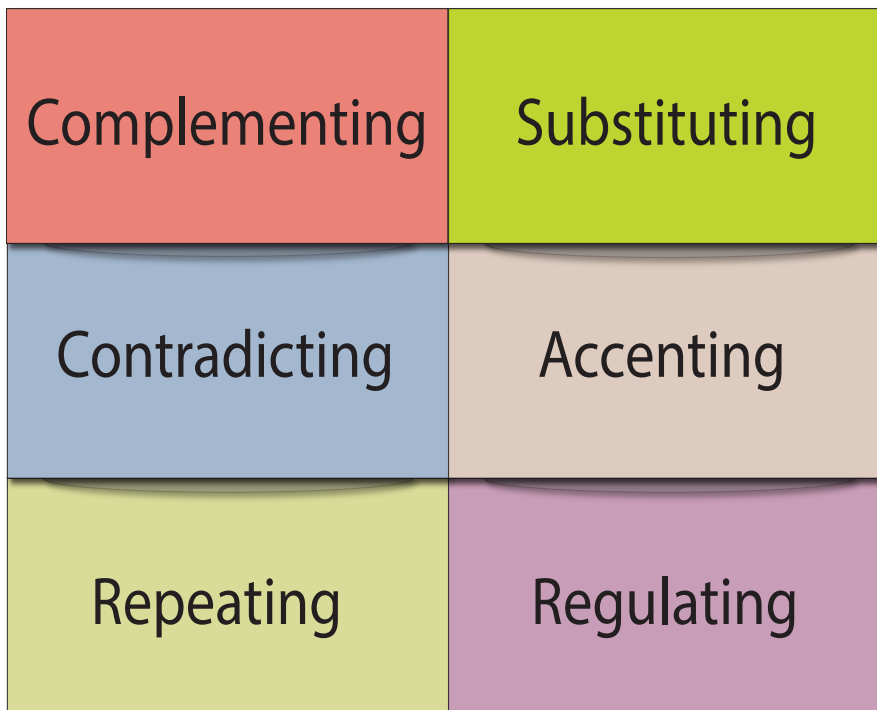 Complementing
Substituting
Contradicting
Accenting
Repeating
Regulating